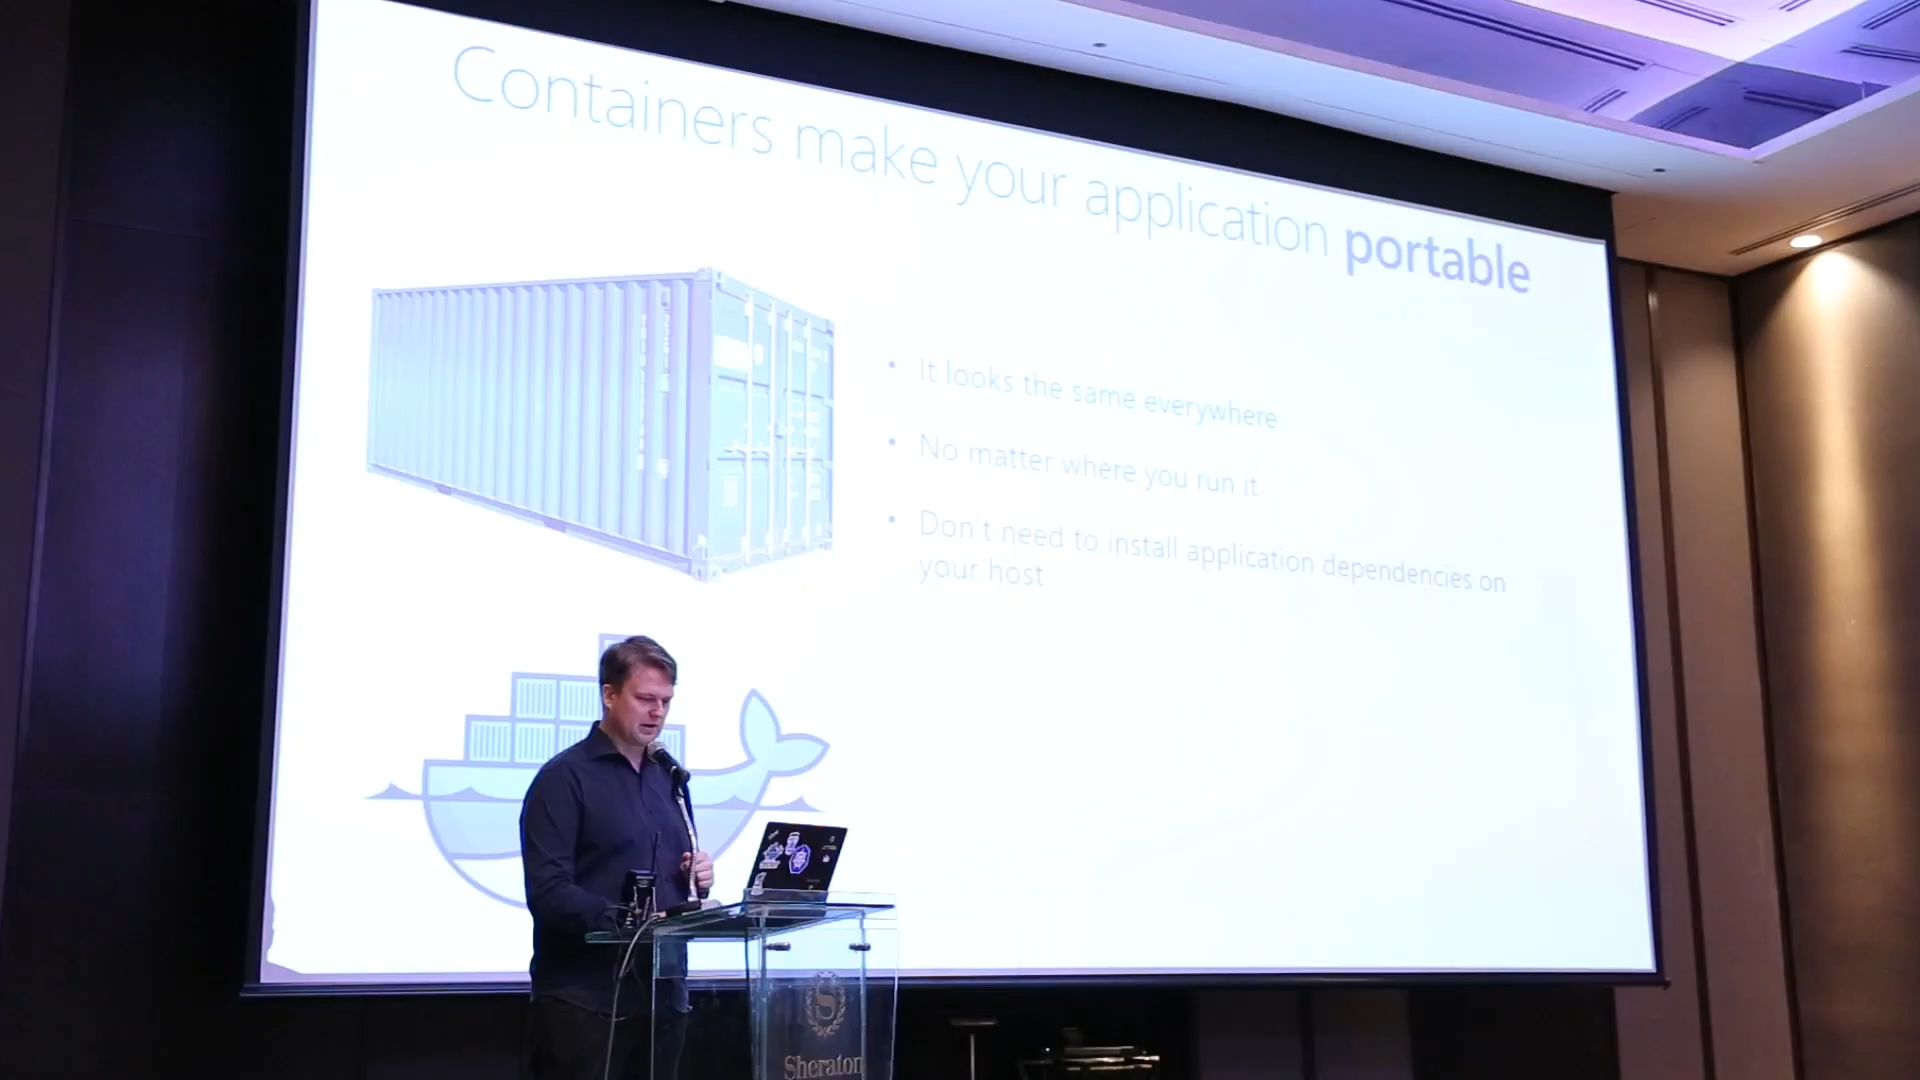 Containers make your application portable
• It looks the same everywhere
• No matter where you run it
• Don't need to install application dependencies on
your host
S
Sheraton